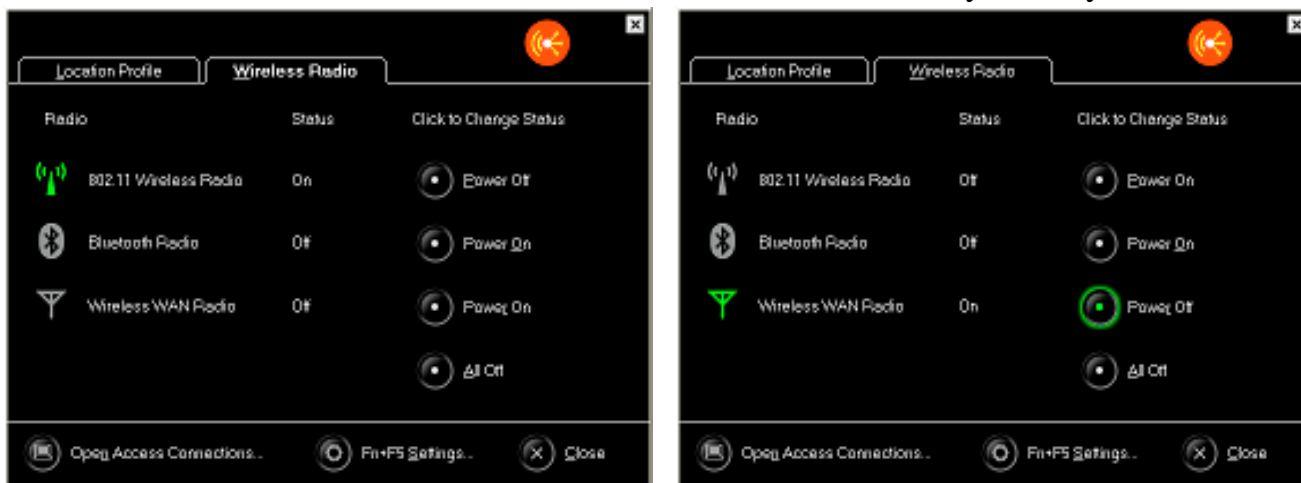 Location Profile Wireless Radio
Radio Status Click to Change Status
802.11 Wireless Radio On Power Off
Bluetooth Radio Off Power On
Wireless WAN Radio Off Power On
All Off
Open Access Connections... Fn+F5 Settings... Close
Location Profile Wireless Radio
Radio Status Click to Change Status
802.11 Wireless Radio Off Power On
Bluetooth Radio Off Power On
Wireless WAN Radio On Power Off
All Off
Open Access Connections... Fn+F5 Settings... Close